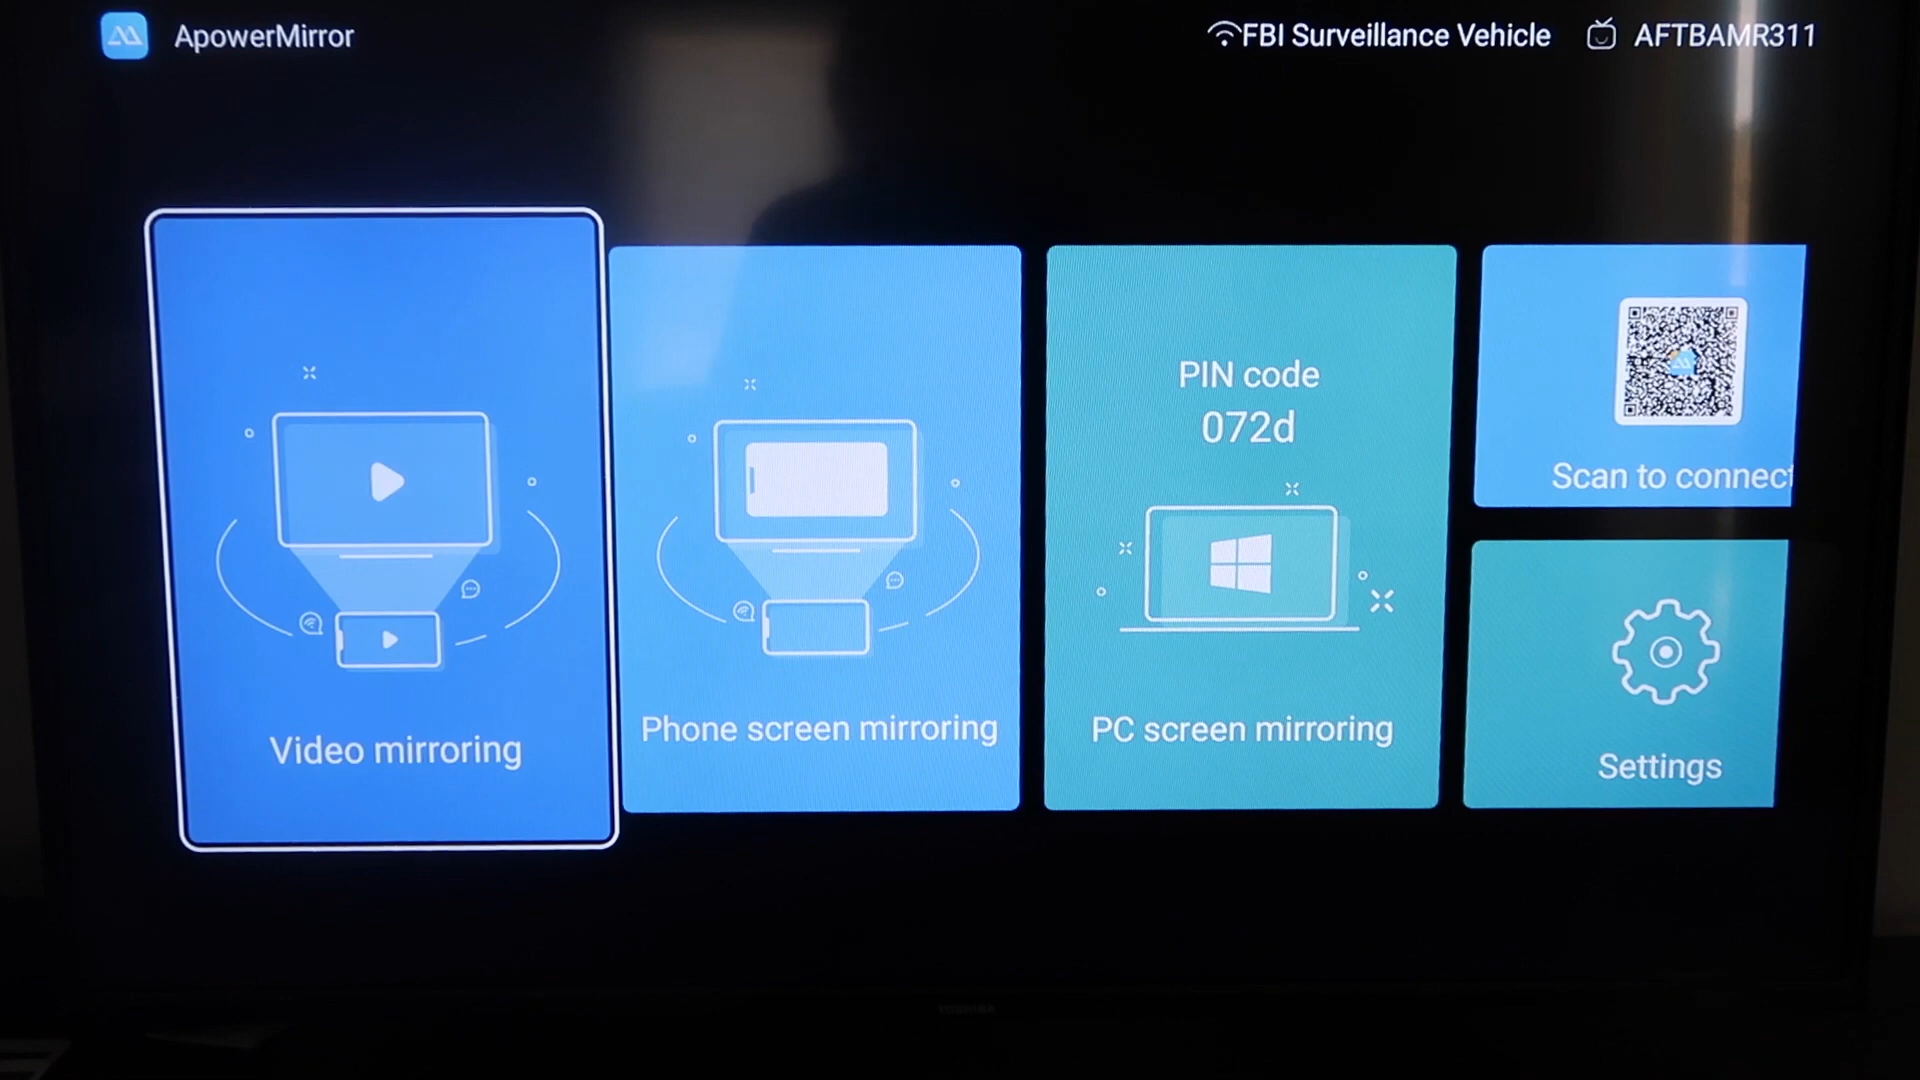 ApowerMirror
FBI Surveillance Vehicle
AFTBAMR311
Video mirroring
Phone screen mirroring
PIN code
072d
PC screen mirroring
Scan to connect
Settings
TOSHIBA